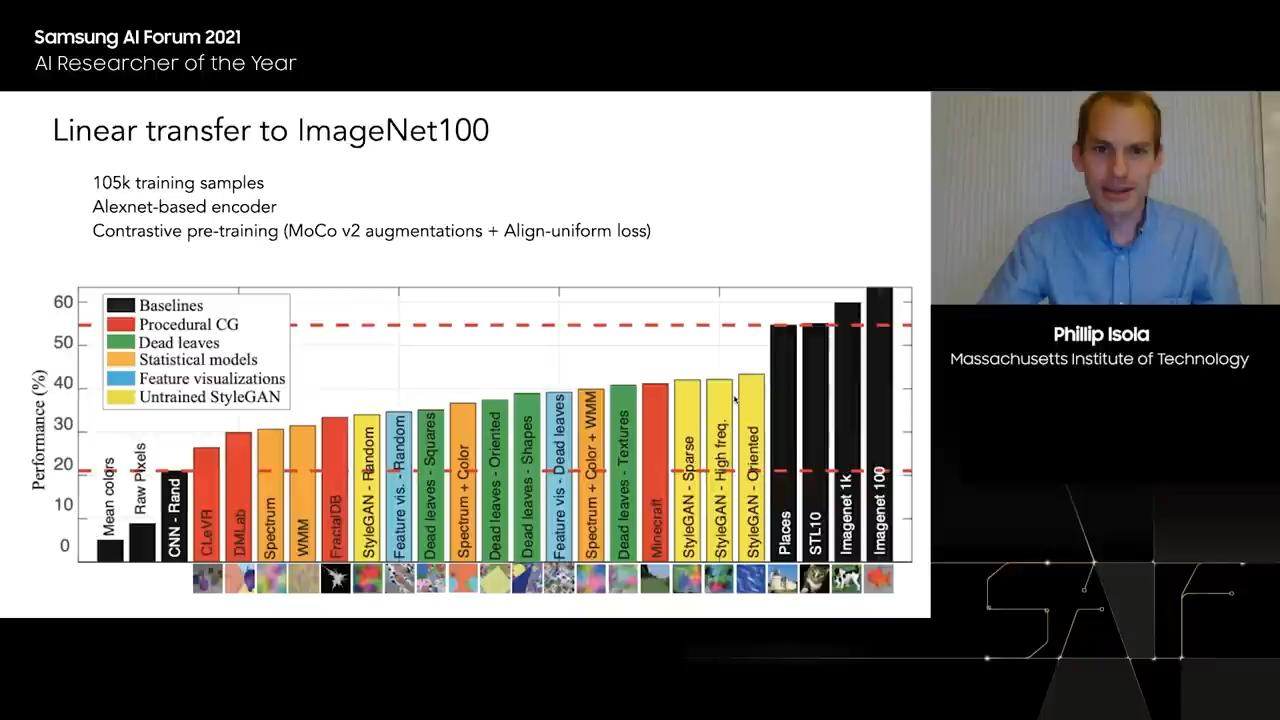 Samsung AI Forum 2021
AI Researcher of the Year
Linear transfer to ImageNet100
105k training samples
Alexnet-based encoder
Contrastive pre-training (MoCo v2 augmentations + Align-uniform loss)
Performance (%)
60
50
40
30
20
10
0
Baselines
Procedural CG
Dead leaves
Statistical models
Feature visualizations
Untrained StyleGAN
Mean colors
Raw Pixels
CNN - Rand
CLeVR
DMLab
Spectrum
WMM
FractalDB
StyleGAN - Random
Feature vis. - Random
Dead leaves - Squares
Spectrum + Color
Dead leaves - Oriented
Dead leaves - Shapes
Feature vis - Dead leaves
Spectrum + Color + WMM
Dead leaves - Textures
Minecraft
StyleGAN - Sparse
StyleGAN - High freq.
StyleGAN - Oriented
Places
STL10
Imagenet 1k
Imagenet 100
Phillip Isola
Massachusetts Institute of Technology
SAIF